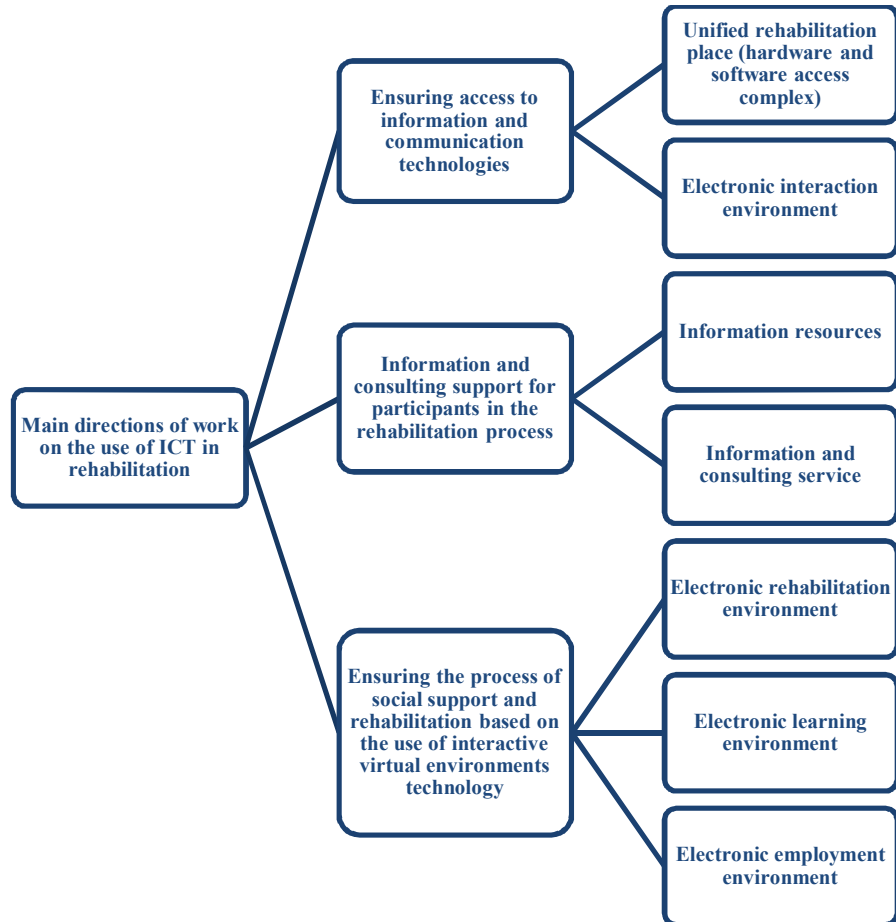 Main directions of work
on the use of ICT in
rehabilitation
Ensuring access to
information and
communication
technologies
Unified rehabilitation
place (hardware and
software access
complex)
Electronic interaction
environment
Information and
consulting support for
participants in the
rehabilitation process
Information resources
Information and
consulting service
Ensuring the process of
social support and
rehabilitation based on
the use of interactive
virtual environments
technology
Electronic rehabilitation
environment
Electronic learning
environment
Electronic employment
environment